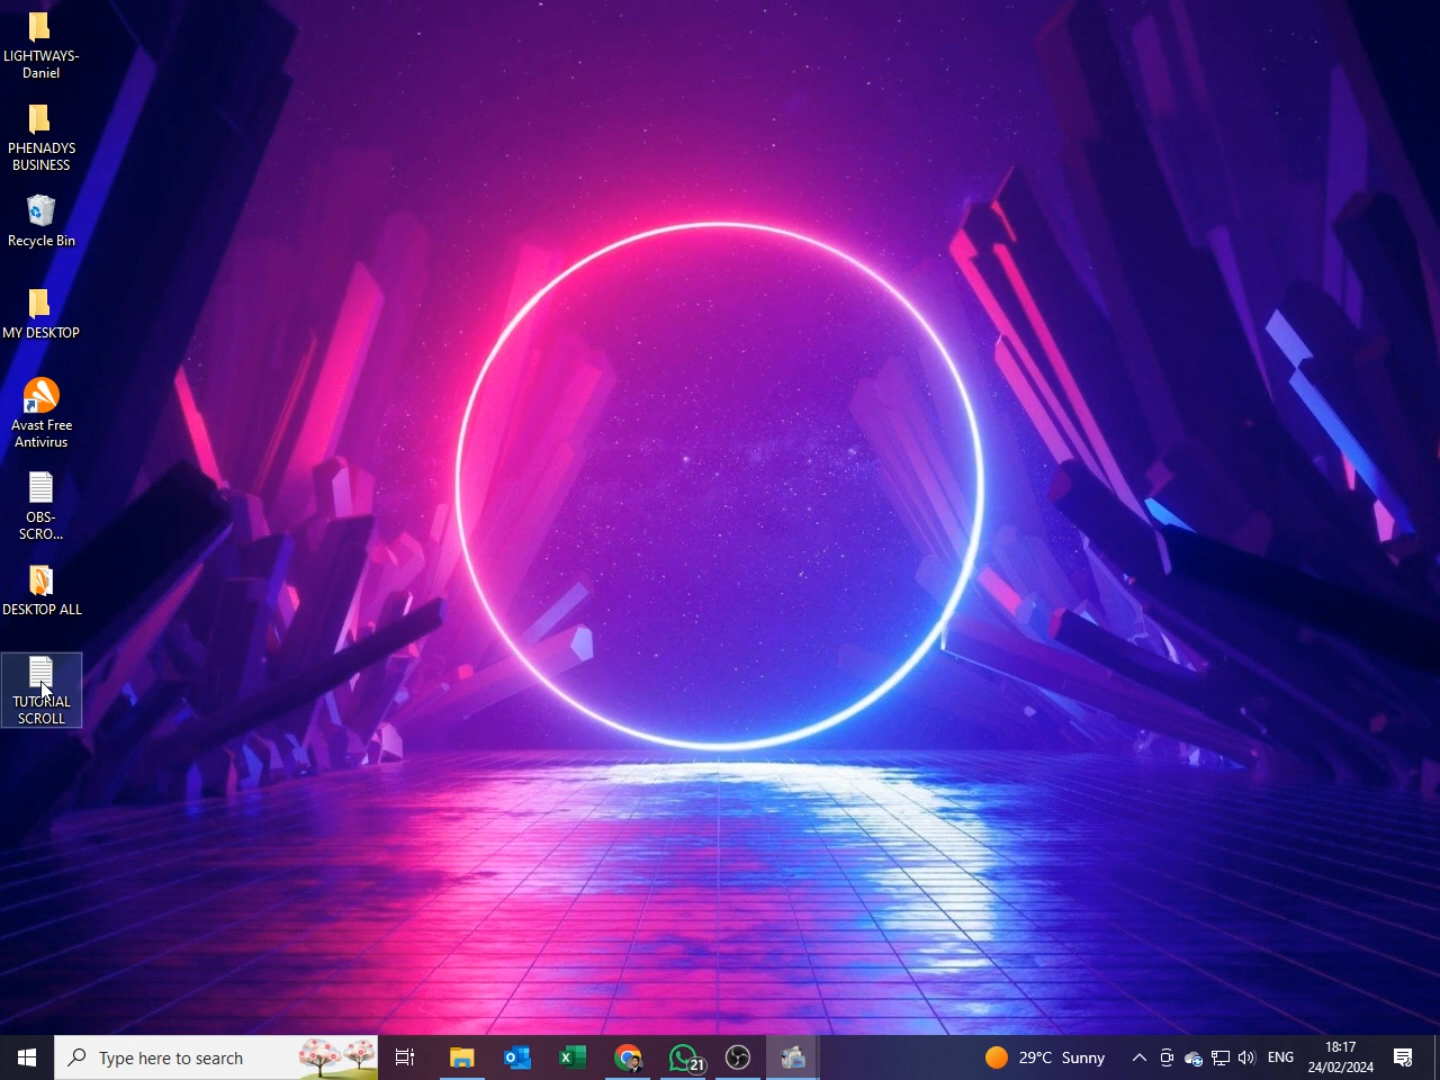 LIGHTWAYS-
Daniel
PHENADYS
BUSINESS
Recycle Bin
MY DESKTOP
Avast Free
Antivirus
OBS-
SCRO...
DESKTOP ALL
TUTORIAL
SCROLL
Type here to search
21
29°C Sunny
ENG
18:17
24/02/2024